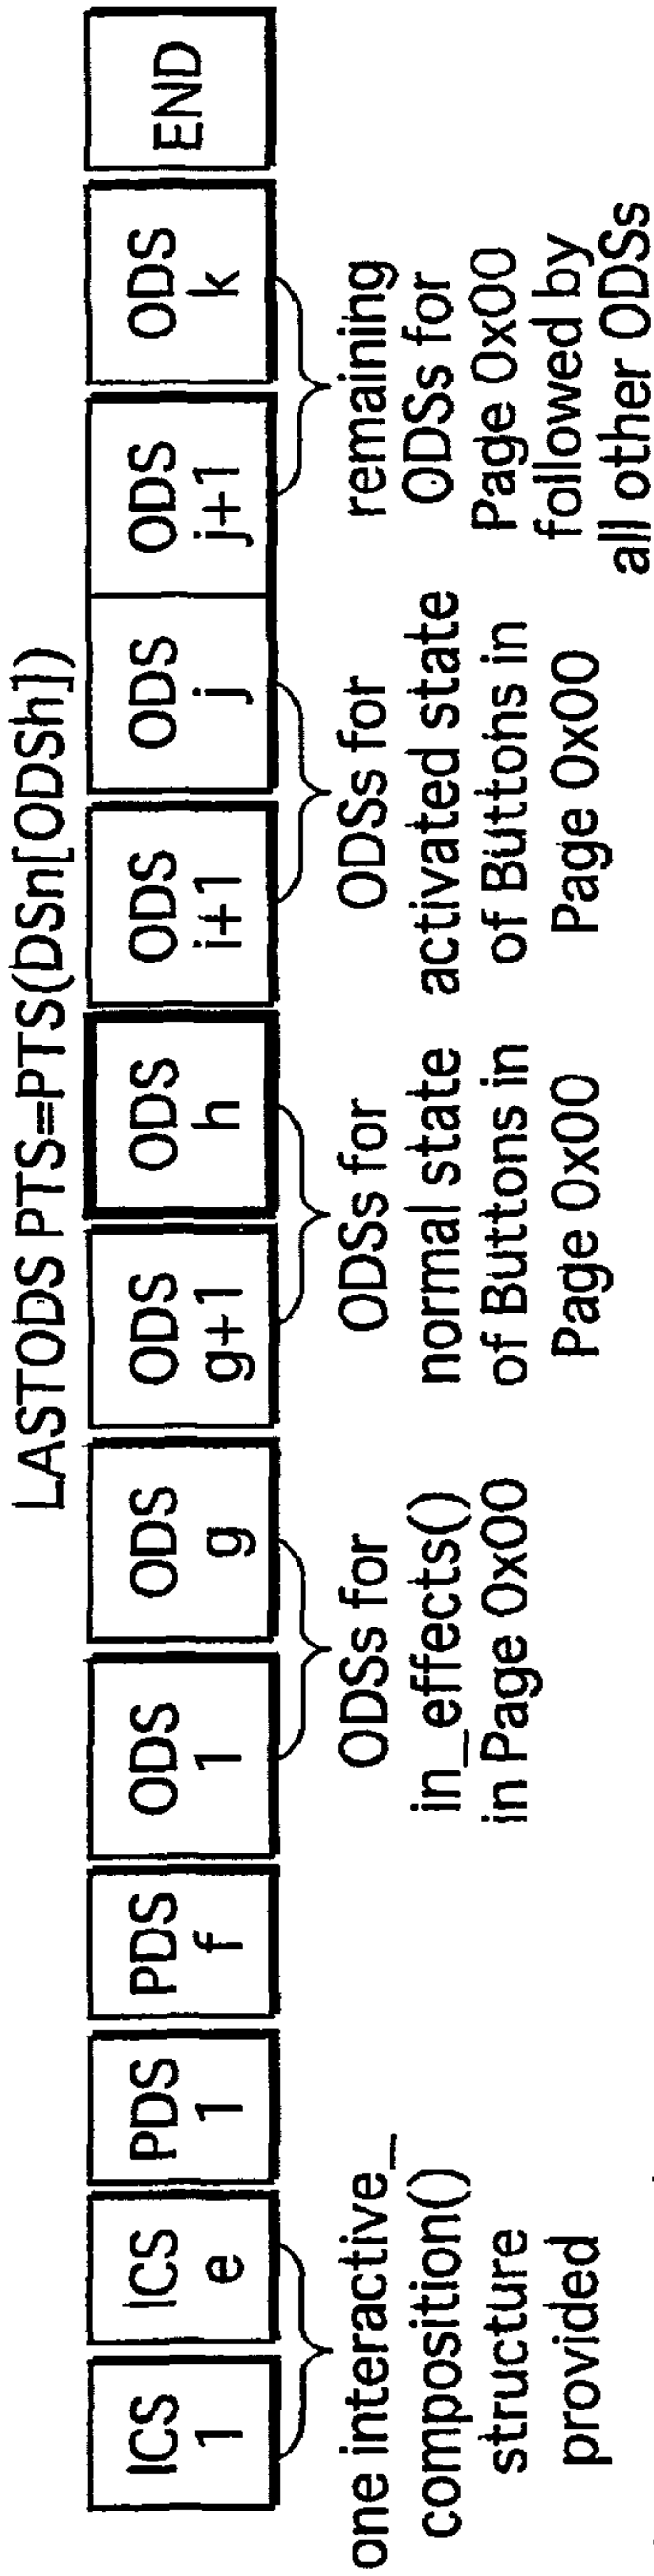 LASTODS PTS=PTS(DSn[ODSh])
ICS
1
ICS
e
PDS
1
PDS
f
ODS
1
ODS
g
ODS
g+1
ODS
h
ODS
i+1
ODS
j
ODS
j+1
ODS
k
END
one interactive_
composition()
structure
provided
ODSs for
in_effects()
in Page 0x00
ODSs for
normal state
of Buttons in
Page 0x00
ODSs for
activated state
of Buttons in
Page 0x00
remaining
ODSs for
Page 0x00
followed by
all other ODSs